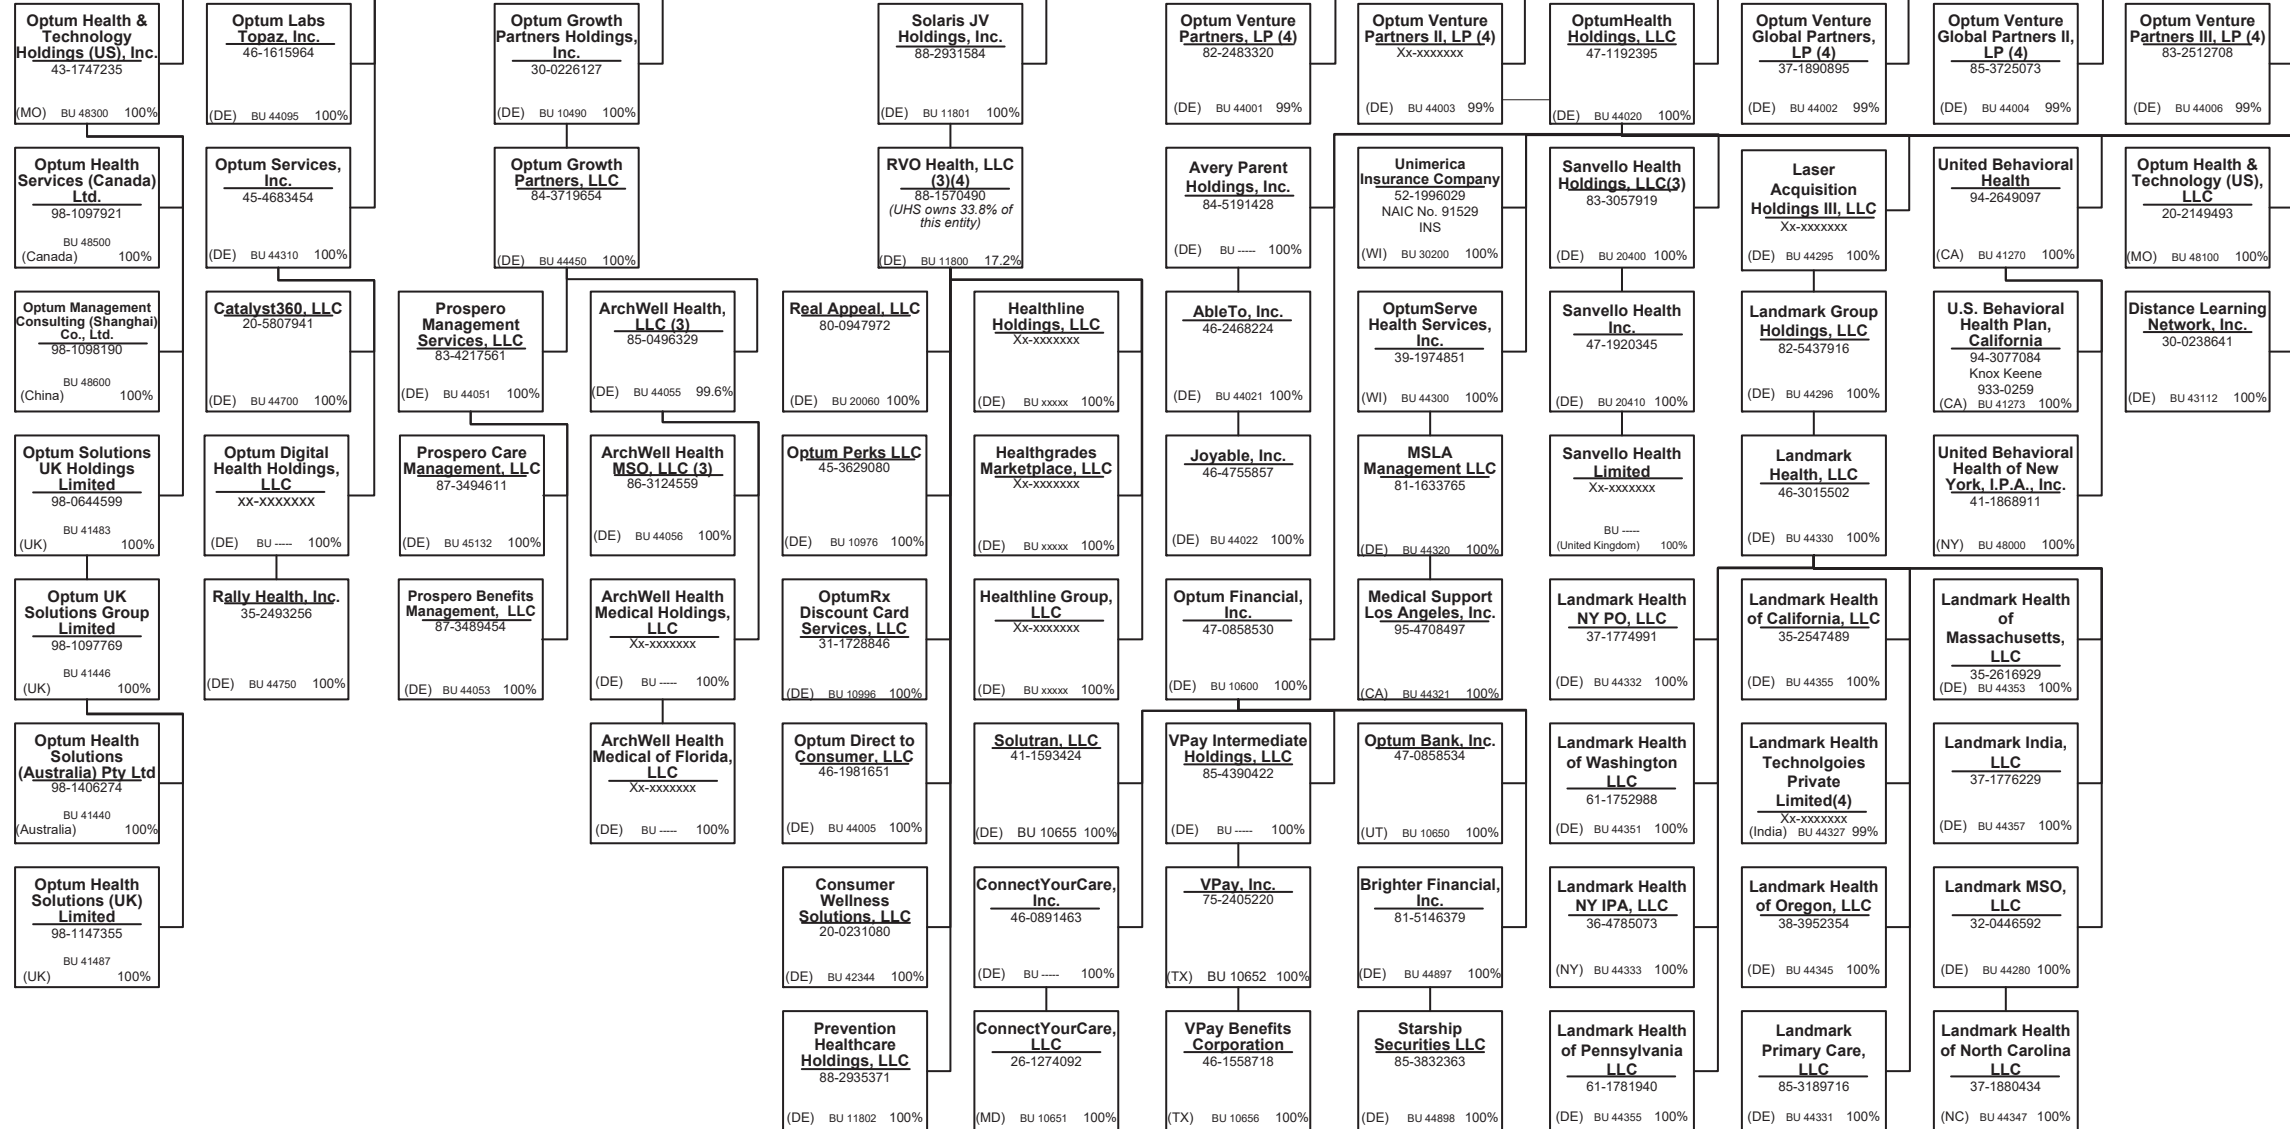 Optum Health &
Technology
Holdings (US), Inc.
43-1747235
(MO) BU 48300 100%
Optum Labs
Topaz, Inc.
46-1615964
(DE) BU 44095 100%
Optum Growth
Partners Holdings,
Inc.
30-0226127
(DE) BU 10490 100%
Solaris JV
Holdings, Inc.
88-2931584
(DE) BU 11801 100%
Optum Venture
Partners, LP (4)
82-2483320
(DE) BU 44001 99%
Optum Venture
Partners II, LP (4)
Xx-xxxxxxx
(DE) BU 44003 99%
OptumHealth
Holdings, LLC
47-1192395
(DE) BU 44020 100%
Optum Venture
Global Partners,
LP (4)
37-1890895
(DE) BU 44002 99%
Optum Venture
Global Partners II,
LP (4)
85-3725073
(DE) BU 44004 99%
Optum Venture
Partners III, LP (4)
83-2512708
(DE) BU 44006 99%
Optum Health
Services (Canada)
Ltd.
98-1097921
BU 48500
(Canada) 100%
Optum Services,
Inc.
45-4683454
(DE) BU 44310 100%
Optum Growth
Partners, LLC
84-3719654
(DE) BU 44450 100%
RVO Health, LLC
(3)(4)
88-1570490
(UHS owns 33.8% of
this entity)
(DE) BU 11800 17.2%
Avery Parent
Holdings, Inc.
84-5191428
(DE) BU ----- 100%
Unimerica
Insurance Company
52-1996029
NAIC No. 91529
INS
(WI) BU 30200 100%
Sanvello Health
Holdings, LLC(3)
83-3057919
(DE) BU 20400 100%
Laser
Acquisition
Holdings III, LLC
Xx-xxxxxxx
(DE) BU 44295 100%
United Behavioral
Health
94-2649097
(CA) BU 41270 100%
Optum Health &
Technology (US),
LLC
20-2149493
(MO) BU 48100 100%
Optum Management
Consulting (Shanghai)
Co., Ltd.
98-1098190
BU 48600
(China) 100%
Catalyst360, LLC
20-5807941
(DE) BU 44700 100%
Prospero
Management
Services, LLC
83-4217561
(DE) BU 44051 100%
ArchWell Health,
LLC (3)
85-0496329
(DE) BU 44055 99.6%
Real Appeal, LLC
80-0947972
(DE) BU 20060 100%
Healthline
Holdings, LLC
Xx-xxxxxxx
(DE) BU xxxxx 100%
AbleTo, Inc.
46-2468224
(DE) BU 44021 100%
OptumServe
Health Services,
Inc.
39-1974851
(WI) BU 44300 100%
Sanvello Health
Inc.
47-1920345
(DE) BU 20410 100%
Landmark Group
Holdings, LLC
82-5437916
(DE) BU 44296 100%
U.S. Behavioral
Health Plan,
California
94-3077084
Knox Keene
933-0259
(CA) BU 41273 100%
Distance Learning
Network, Inc.
30-0238641
(DE) BU 43112 100%
Optum Solutions
UK Holdings
Limited
98-0644599
BU 41483
(UK) 100%
Optum Digital
Health Holdings,
LLC
xx-xxxxxxx
(DE) BU ----- 100%
Prospero Care
Management, LLC
87-3494611
(DE) BU 45132 100%
ArchWell Health
MSO, LLC (3)
86-3124559
(DE) BU 44056 100%
Optum Perks LLC
45-3629080
(DE) BU 10976 100%
Healthgrades
Marketplace, LLC
Xx-xxxxxxx
(DE) BU xxxxx 100%
Joyable, Inc.
46-4755857
(DE) BU 44022 100%
MSLA
Management LLC
81-1633765
(DE) BU 44320 100%
Sanvello Health
Limited
Xx-xxxxxxx
BU -----
(United Kingdom) 100%
Landmark
Health, LLC
46-3015502
(DE) BU 44330 100%
United Behavioral
Health of New
York, I.P.A., Inc.
41-1868911
(NY) BU 48000 100%
Optum UK
Solutions Group
Limited
98-1097769
BU 41446
(UK) 100%
Rally Health, Inc.
35-2493256
(DE) BU 44750 100%
Prospero Benefits
Management, LLC
87-3489454
(DE) BU 44053 100%
ArchWell Health
Medical Holdings,
LLC
Xx-xxxxxxx
(DE) BU ----- 100%
OptumRx
Discount Card
Services, LLC
31-1728846
(DE) BU 10996 100%
Healthline Group,
LLC
Xx-xxxxxxx
(DE) BU xxxxx 100%
Optum Financial,
Inc.
47-0858530
(DE) BU 10600 100%
Medical Support
Los Angeles, Inc.
95-4708497
(CA) BU 44321 100%
Landmark Health
NY PO, LLC
37-1774991
(DE) BU 44332 100%
Landmark Health
of California, LLC
35-2547489
(DE) BU 44355 100%
Landmark Health
of
Massachusetts,
LLC
35-2616929
(DE) BU 44353 100%
Optum Health
Solutions
(Australia) Pty Ltd
98-1406274
BU 41440
(Australia) 100%
ArchWell Health
Medical of Florida,
LLC
Xx-xxxxxxx
(DE) BU ----- 100%
Optum Direct to
Consumer, LLC
46-1981651
(DE) BU 44005 100%
Solutran, LLC
41-1593424
(DE) BU 10655 100%
VPay Intermediate
Holdings, LLC
85-4390422
(DE) BU ----- 100%
Optum Bank, Inc.
47-0858534
(UT) BU 10650 100%
Landmark Health
of Washington
LLC
61-1752988
(DE) BU 44351 100%
Landmark Health
Technolgoies
Private
Limited(4)
Xx-xxxxxxx
(India) BU 44327 99%
Landmark India,
LLC
37-1776229
(DE) BU 44357 100%
Optum Health
Solutions (UK)
Limited
98-1147355
BU 41487
(UK) 100%
Consumer
Wellness
Solutions, LLC
20-0231080
(DE) BU 42344 100%
ConnectYourCare,
Inc.
46-0891463
(DE) BU ----- 100%
VPay, Inc.
75-2405220
(TX) BU 10652 100%
Brighter Financial,
Inc.
81-5146379
(DE) BU 44897 100%
Landmark Health
NY IPA, LLC
36-4785073
(NY) BU 44333 100%
Landmark Health
of Oregon, LLC
38-3952354
(DE) BU 44345 100%
Landmark MSO,
LLC
32-0446592
(DE) BU 44280 100%
Prevention
Healthcare
Holdings, LLC
88-2935371
(DE) BU 11802 100%
ConnectYourCare,
LLC
26-1274092
(MD) BU 10651 100%
VPay Benefits
Corporation
46-1558718
(TX) BU 10656 100%
Starship
Securities LLC
85-3832363
(DE) BU 44898 100%
Landmark Health
of Pennsylvania
LLC
61-1781940
(DE) BU 44355 100%
Landmark
Primary Care,
LLC
85-3189716
(DE) BU 44331 100%
Landmark Health
of North Carolina
LLC
37-1880434
(NC) BU 44347 100%